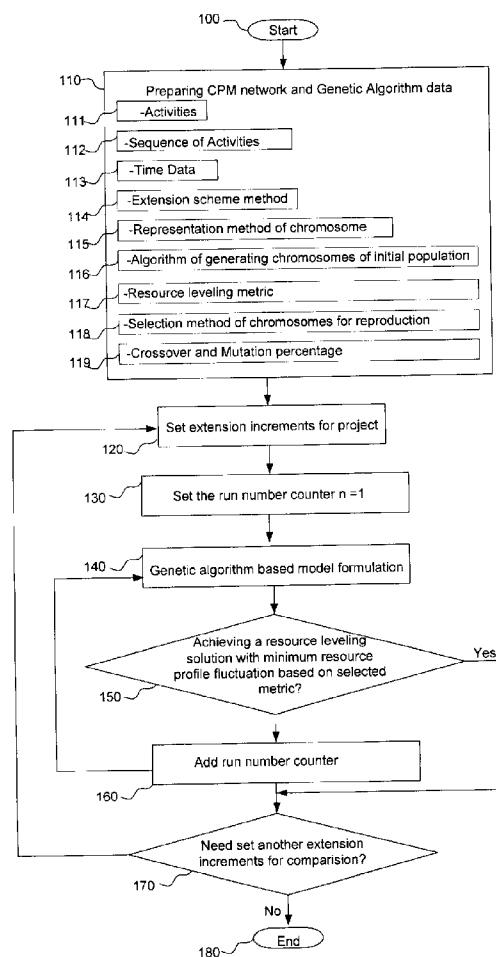 100
Start
110
Preparing CPM network and Genetic Algorithm data
111
-Activities
112
-Sequence of Activities
113
-Time Data
114
-Extension scheme method
115
-Representation method of chromosome
116
-Algorithm of generating chromosomes of initial population
117
-Resource leveling metric
118
-Selection method of chromosomes for reproduction
119
-Crossover and Mutation percentage
Set extension increments for project
120
130
Set the run number counter n =1
140
Genetic algorithm based model formulation
Achieving a resource leveling
solution with minimum resource
profile fluctuation based on selected
metric?
Yes
150
Add run number counter
160
Need set another extension
increments for comparision?
170
No
End
180